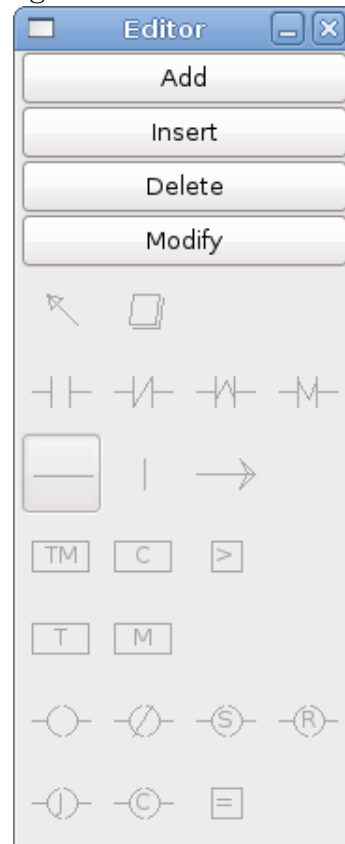 Editor
Add
Insert
Delete
Modify
M
TM C >
T M
S R
J C =